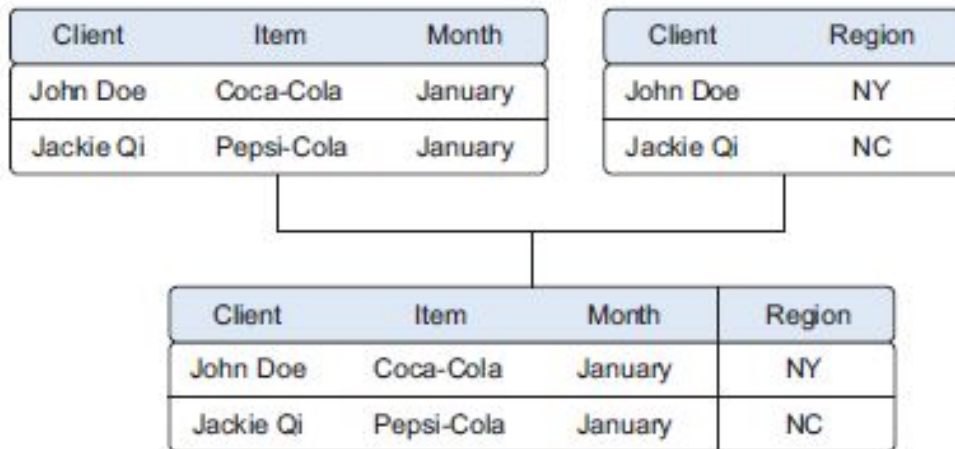 Client Item Month
John Doe Coca-Cola January
Jackie Qi Pepsi-Cola January
Client Region
John Doe NY
Jackie Qi NC
Client Item Month Region
John Doe Coca-Cola January NY
Jackie Qi Pepsi-Cola January NC